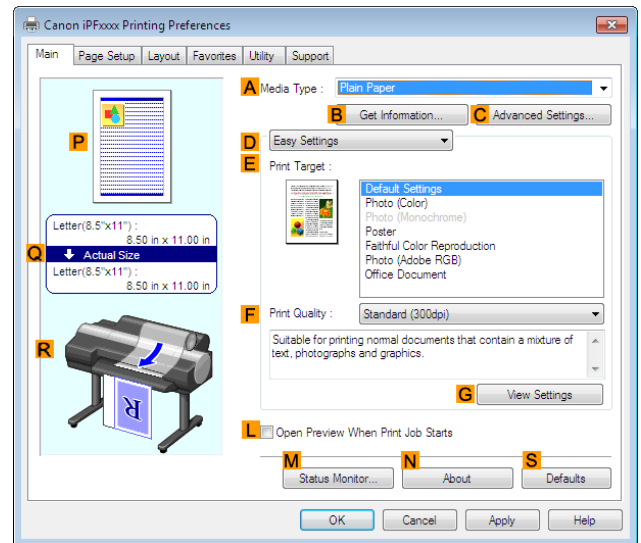 Canon iPFxxxx Printing Preferences
Main Page Setup Layout Favorites Utility Support
A Media Type : Plain Paper
B Get Information... C Advanced Settings...
D Easy Settings
E Print Target :
Default Settings
Photo (Color)
Photo (Monochrome)
Poster
Faithful Color Reproduction
Photo (Adobe RGB)
Office Document
F Print Quality : Standard (300dpi)
Suitable for printing normal documents that contain a mixture of
text, photographs and graphics.
G View Settings
L Open Preview When Print Job Starts
M Status Monitor... N About S Defaults
P
Letter(8.5"x11") :
8.50 in x 11.00 in
Q Actual Size
Letter(8.5"x11") :
8.50 in x 11.00 in
R
R
OK Cancel Apply Help